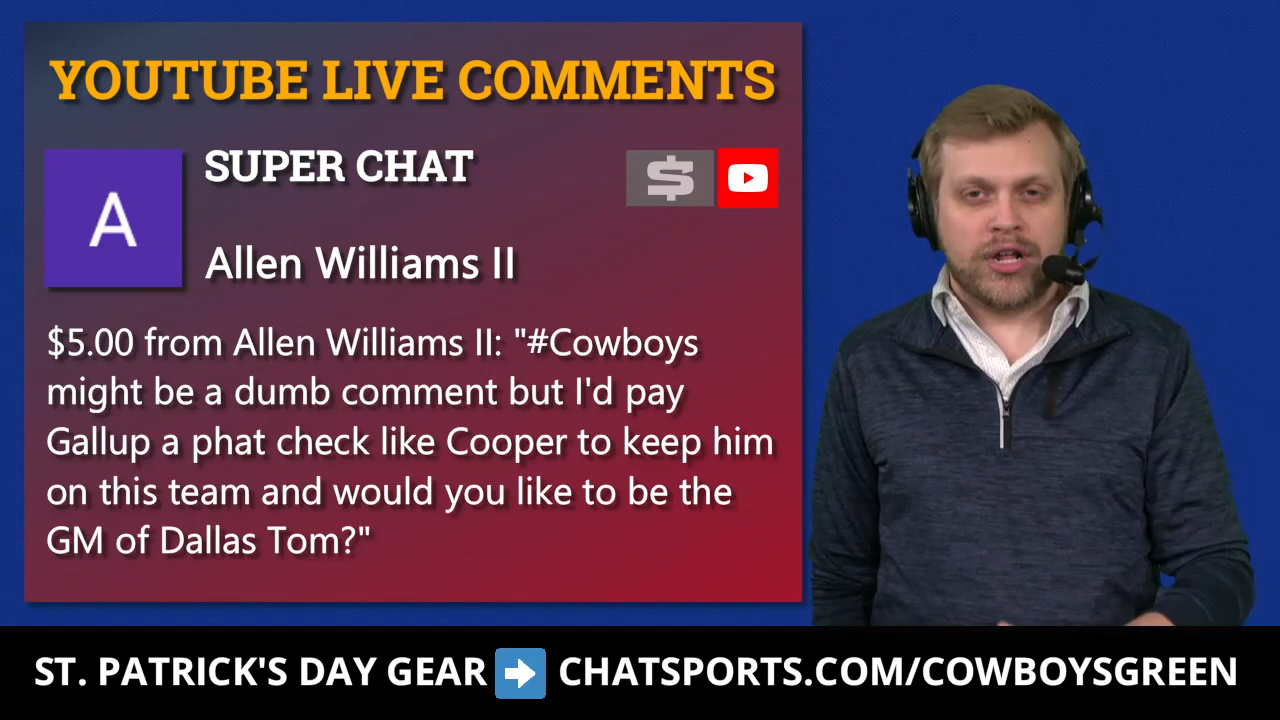 YOUTUBE LIVE COMMENTS
SUPER CHAT
$
A
Allen Williams II
$5.00 from Allen Williams II: "#Cowboys
might be a dumb comment but I'd pay
Gallup a phat check like Cooper to keep him
on this team and would you like to be the
GM of Dallas Tom?"
ST. PATRICK'S DAY GEAR ➡ CHATSPORTS.COM/COWBOYSGREEN